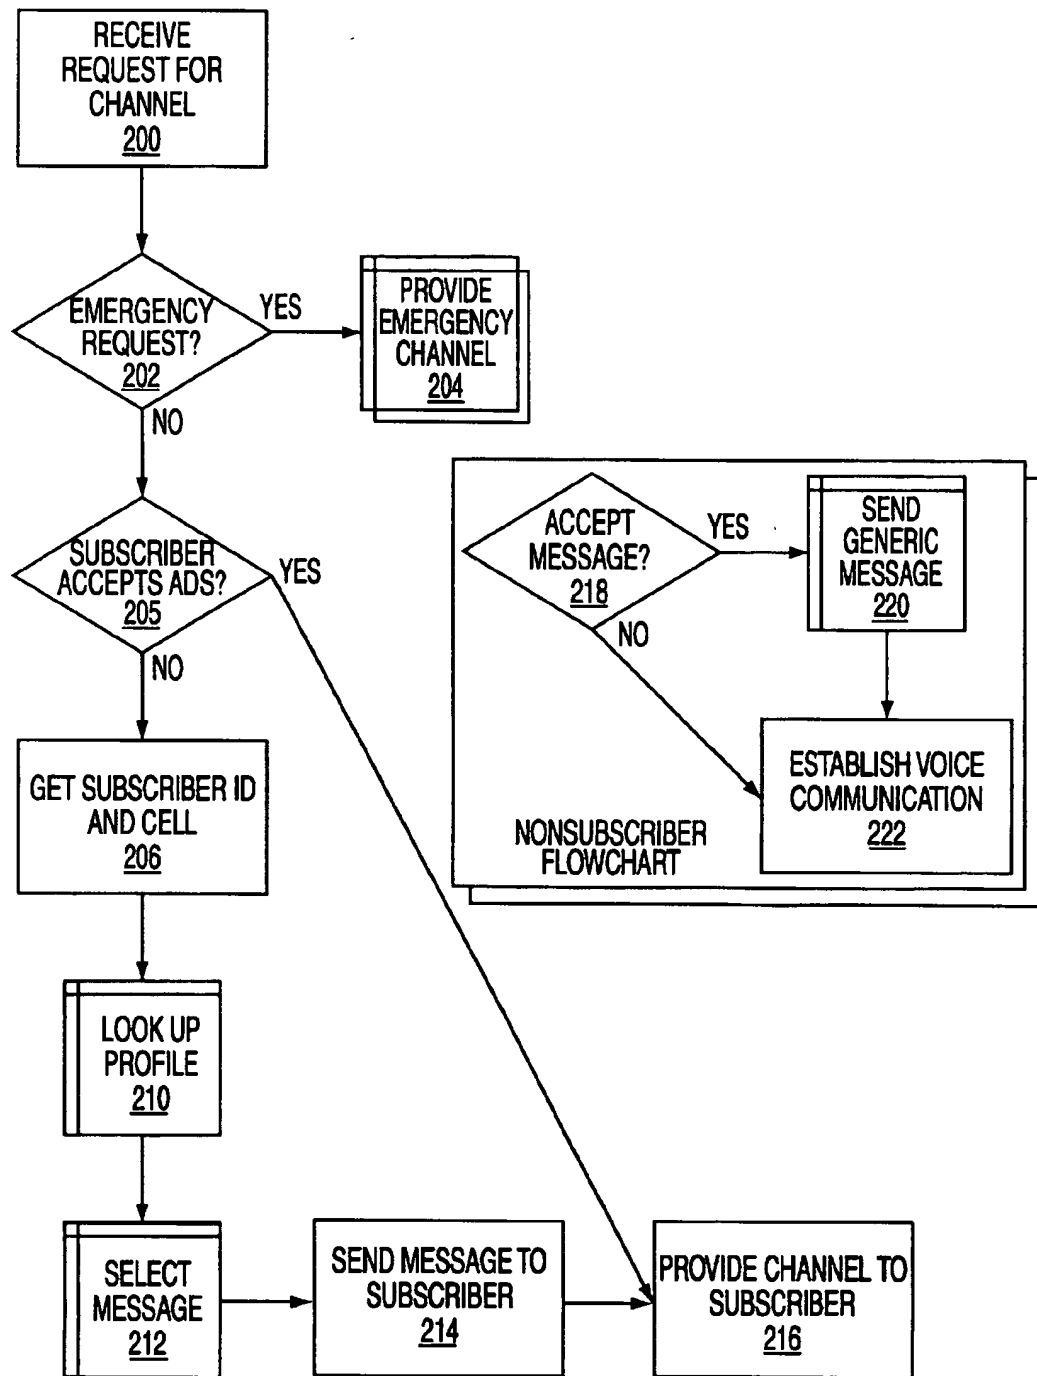 RECEIVE
REQUEST FOR
CHANNEL
200
EMERGENCY
REQUEST?
202
YES
NO
PROVIDE
EMERGENCY
CHANNEL
204
SUBSCRIBER
ACCEPTS ADS?
205
YES
NO
ACCEPT
MESSAGE?
218
YES
NO
SEND
GENERIC
MESSAGE
220
ESTABLISH VOICE
COMMUNICATION
222
NONSUBSCRIBER
FLOWCHART
GET SUBSCRIBER ID
AND CELL
206
LOOK UP
PROFILE
210
SELECT
MESSAGE
212
SEND MESSAGE TO
SUBSCRIBER
214
PROVIDE CHANNEL TO
SUBSCRIBER
216